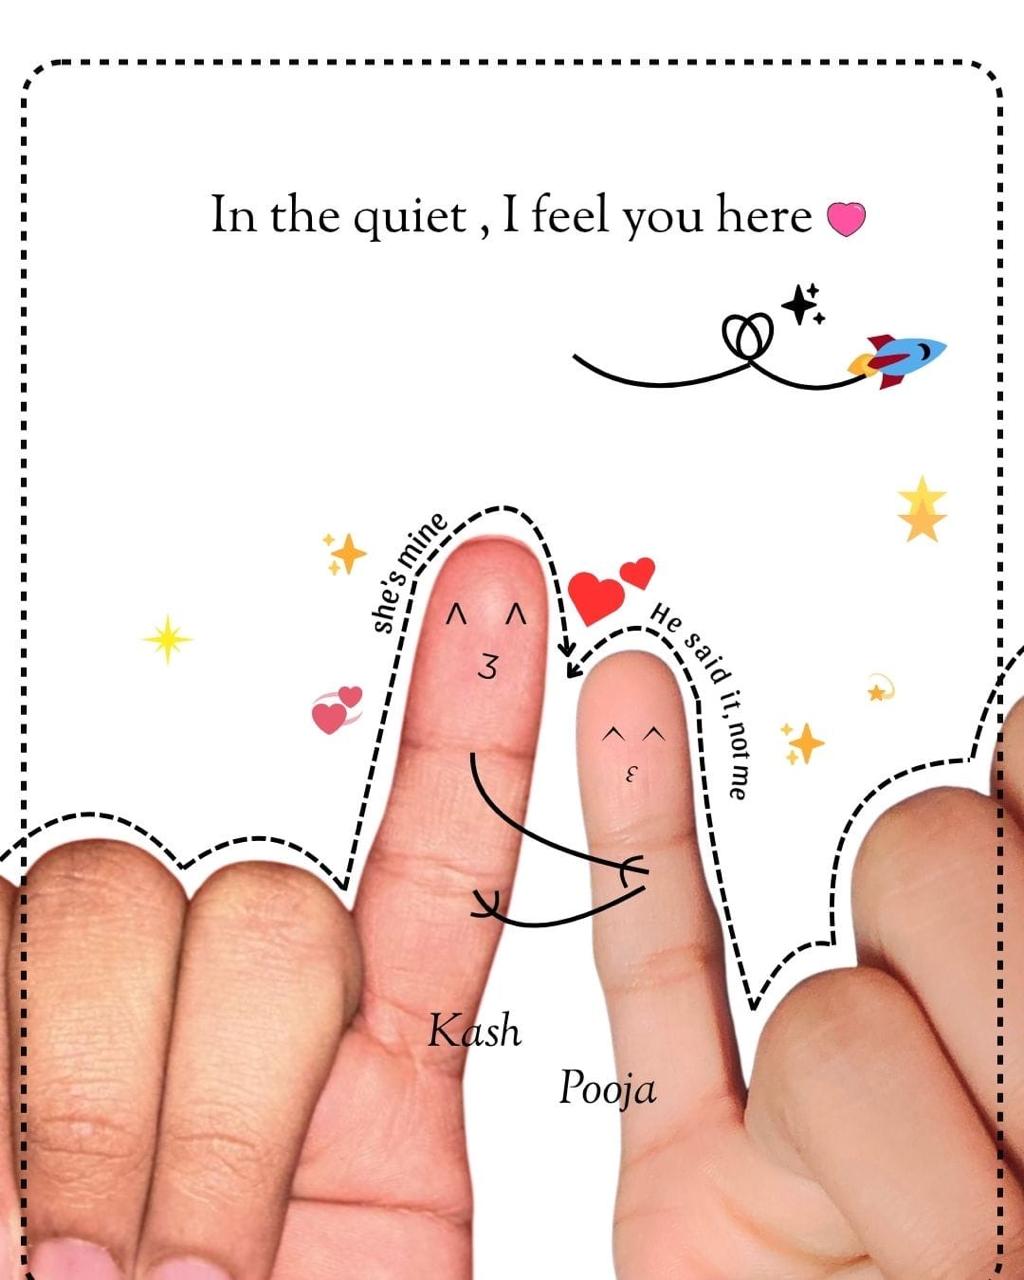 In the quiet , I feel you here
she's mine
He said it, not me
Kash
Pooja